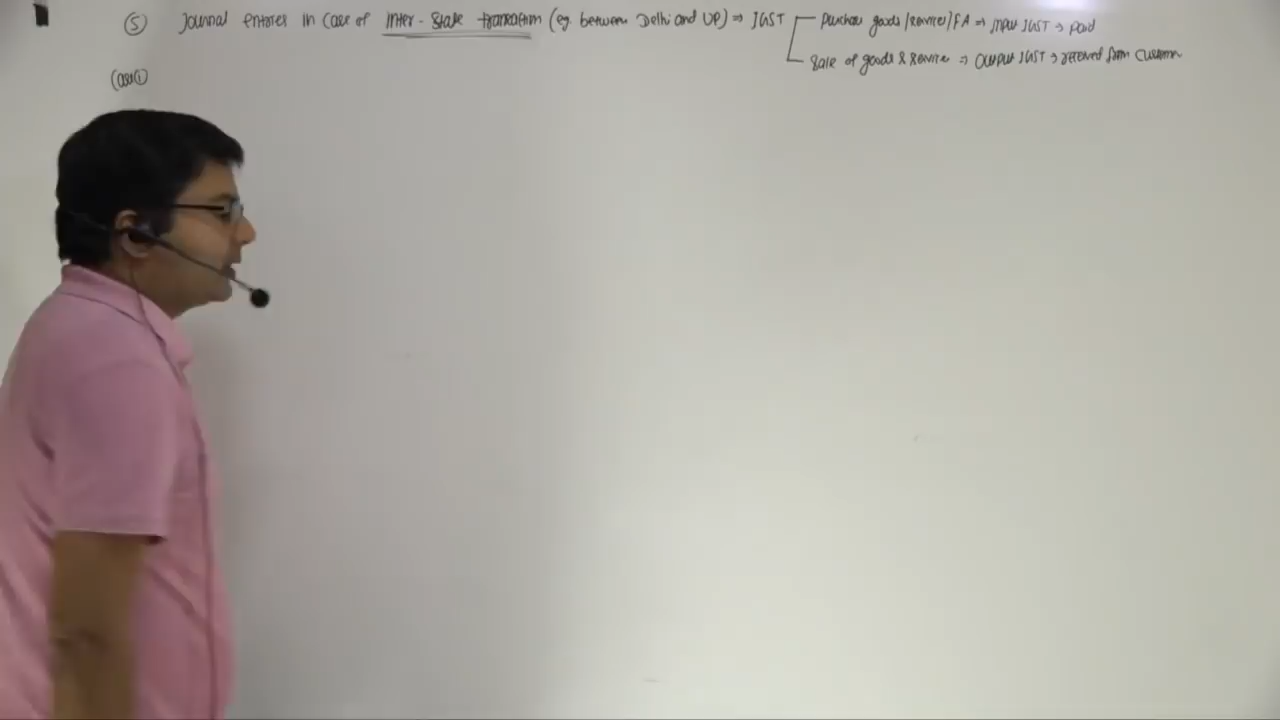 ⑤ Journal entries in case of inter-state transaction (eg. between Delhi and UP) ⇒ IGST
purchase goods/services/FA ⇒ Input IGST → paid
Sale of goods & service ⇒ Output IGST → received from customer
Case ①